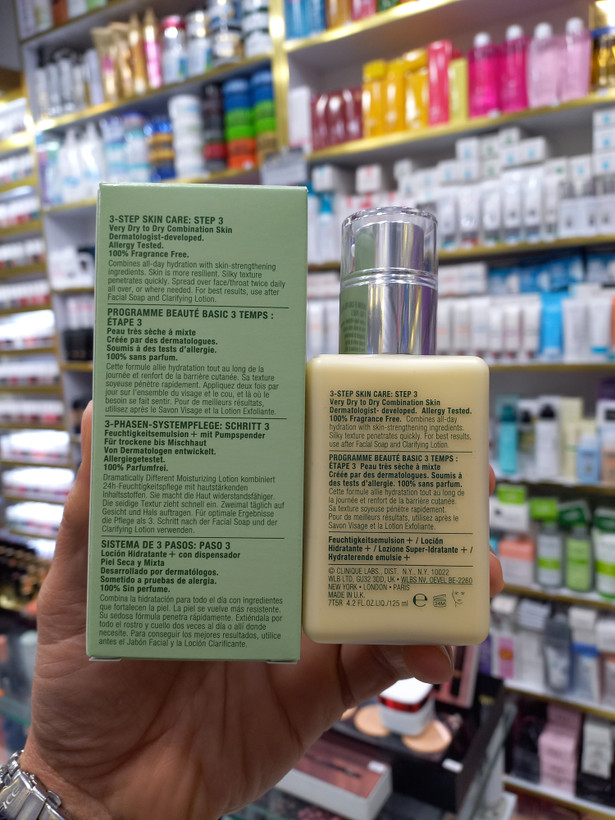 3-STEP SKIN CARE: STEP 3
Very Dry to Dry Combination Skin
Dermatologist-developed.
Allergy Tested.
100% Fragrance Free.
Combines all-day hydration with skin-strengthening
ingredients. Skin is more resilient. Silky texture
penetrates quickly. Spread over face/throat twice daily
all over, or where needed. For best results, use after
Facial Soap and Clarifying Lotion.
PROGRAMME BEAUTÉ BASIC 3 TEMPS :
ÉTAPE 3
Peau très sèche à mixte
Créée par des dermatologues.
Soumis à des tests d'allergie.
100% sans parfum.
Cette formule allie hydratation tout au long de la
journée et renfort de la barrière cutanée. Sa texture
soyeuse pénètre rapidement. Appliquez deux fois par
jour sur l'ensemble du visage et le cou, et là où le
besoin se fait sentir. Pour de meilleurs résultats,
utilisez après le Savon Visage et la Lotion Exfoliante.
3-PHASEN-SYSTEMPFLEGE: SCHRITT 3
Feuchtigkeitsemulsion + mit Pumpspender
Für trockene bis Mischhaut
Von Dermatologen entwickelt.
Allergiegetestet.
100% Parfumfrei.
Dramatically Different Moisturizing Lotion kombiniert
24h-Feuchtigkeitspflege mit hautstärkenden
Inhaltsstoffen. Sie macht die Haut widerstandsfähiger.
Die seidige Textur zieht schnell ein. Zweimal täglich auf
Gesicht und Hals auftragen. Für optimale Ergebnisse
die Pflege als 3. Schritt nach der Facial Soap und der
Clarifying Lotion verwenden.
SISTEMA DE 3 PASOS: PASO 3
Loción Hidratante + con dispensador
Piel Seca y Mixta
Desarrollado por dermatólogos.
Sometido a pruebas de alergia.
100% Sin perfume.
Combina la hidratación para todo el día con ingredientes
que fortalecen la piel. La piel se vuelve más resistente.
Su sedosa fórmula penetra rápidamente. Extiéndala por
todo el rostro y cuello dos veces al día o allí donde
necesite. Para conseguir los mejores resultados, utilice
antes el Jabón Facial y la Loción Clarificante.
3-STEP SKIN CARE: STEP 3
Very Dry to Dry Combination Skin
Dermatologist- developed. Allergy Tested.
100% Fragrance Free. Combines all-day
hydration with skin-strengthening ingredients.
Silky texture penetrates quickly. For best results,
use after Facial Soap and Clarifying Lotion.
PROGRAMME BEAUTÉ BASIC 3 TEMPS :
ÉTAPE 3 Peau très sèche à mixte
Créée par des dermatologues. Soumis à
des tests d'allergie. 100% sans parfum.
Cette formule allie hydratation tout au long de
la journée et renfort de la barrière cutanée.
Sa texture soyeuse pénètre rapidement.
Pour de meilleurs résultats, utilisez après le
Savon Visage et la Lotion Exfoliante.
Feuchtigkeitsemulsion + / Loción
Hidratante + / Lozione Super-Idratante + /
Hydraterende emulsie +
© CLINIQUE LABS., DIST. N.Y., N.Y. 10022
WLB LTD, GU32 3DD, UK • WLBS NV, OEVEL BE-2260
NEW YORK • LONDON • PARIS
MADE IN U.K.
7T5R 4.2 FL.OZ.LIQ./125 ml